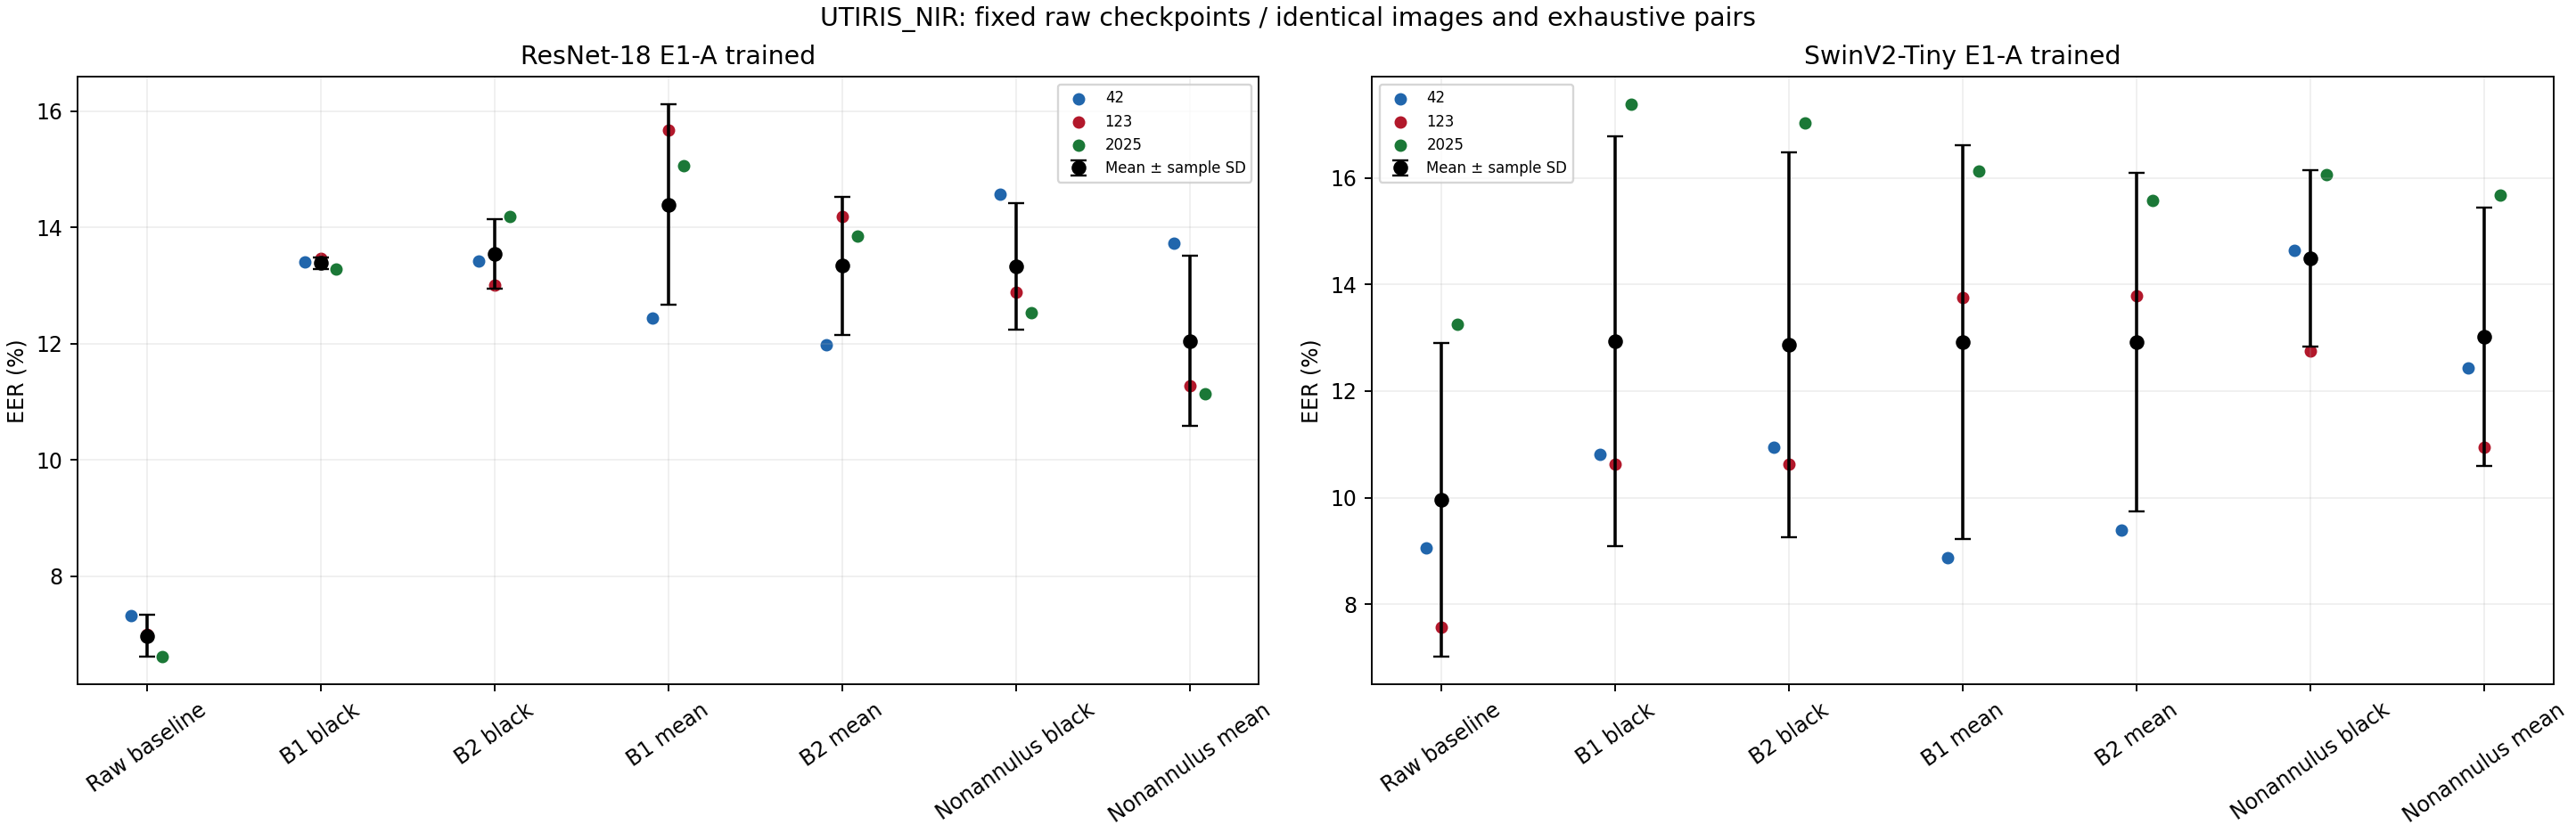 UTIRIS_NIR: fixed raw checkpoints / identical images and exhaustive pairs
ResNet-18 E1-A trained
EER (%)
16
14
12
10
8
42
123
2025
Mean ± sample SD
Raw baseline
B1 black
B2 black
B1 mean
B2 mean
Nonannulus black
Nonannulus mean
SwinV2-Tiny E1-A trained
EER (%)
16
14
12
10
8
42
123
2025
Mean ± sample SD
Raw baseline
B1 black
B2 black
B1 mean
B2 mean
Nonannulus black
Nonannulus mean